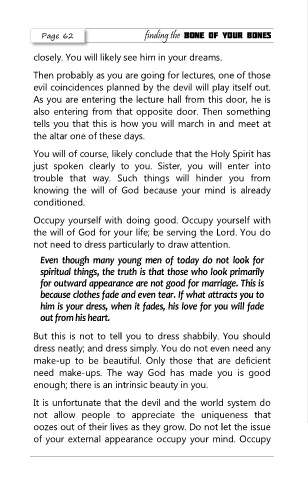 Page 62
finding the BONE OF YOUR BONES
closely. You will likely see him in your dreams.
Then probably as you are going for lectures, one of those
evil coincidences planned by the devil will play itself out.
As you are entering the lecture hall from this door, he is
also entering from that opposite door. Then something
tells you that this is how you will march in and meet at
the altar one of these days.
You will of course, likely conclude that the Holy Spirit has
just spoken clearly to you. Sister, you will enter into
trouble that way. Such things will hinder you from
knowing the will of God because your mind is already
conditioned.
Occupy yourself with doing good. Occupy yourself with
the will of God for your life; be serving the Lord. You do
not need to dress particularly to draw attention.
Even though many young men of today do not look for
spiritual things, the truth is that those who look primarily
for outward appearance are not good for marriage. This is
because clothes fade and even tear. If what attracts you to
him is your dress, when it fades, his love for you will fade
out from his heart.
But this is not to tell you to dress shabbily. You should
dress neatly; and dress simply. You do not even need any
make-up to be beautiful. Only those that are deficient
need make-ups. The way God has made you is good
enough; there is an intrinsic beauty in you.
It is unfortunate that the devil and the world system do
not allow people to appreciate the uniqueness that
oozes out of their lives as they grow. Do not let the issue
of your external appearance occupy your mind. Occupy